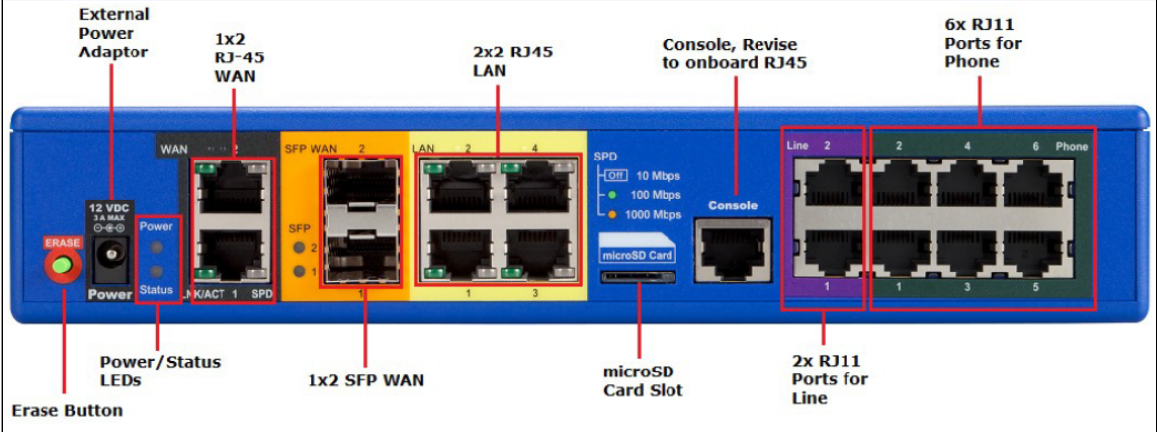 External
Power
Adaptor
1x2
RJ-45
WAN
2x2 RJ45
LAN
Console, Revise
to onboard RJ45
6x RJ11
Ports for
Phone
WAN 2
SFP WAN 2
LAN 2 4
SPD
Off 10 Mbps
100 Mbps
1000 Mbps
Line 2
2 4 6 Phone
12 VDC
3 A MAX
Power
Status
ERASE
Power
LNK/ACT 1 SPD
SFP
2
1
1
1 3
microSD Card
Console
1
1 3 5
Power/Status
LEDs
1x2 SFP WAN
microSD
Card Slot
2x RJ11
Ports for
Line
Erase Button